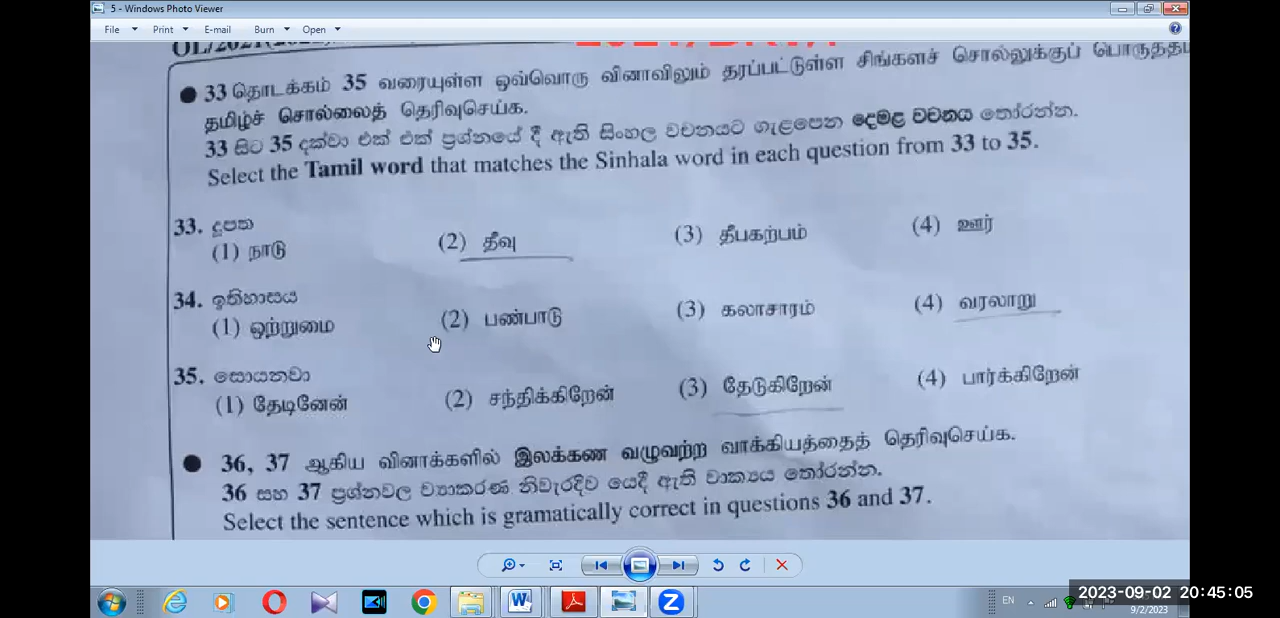 5 - Windows Photo Viewer
File Print E-mail Burn Open
33 தொடக்கம் 35 வரையுள்ள ஒவ்வொரு வினாவிலும் தரப்பட்டுள்ள சிங்களச் சொல்லுக்குப்
தமிழ்ச் சொல்லைத் தெரிவுசெய்க.
33 සිට 35 දක්වා එක් එක් ප්‍රශ්නයේ දී ඇති සිංහල වචනයට ගැළපෙන දෙමළ වචනය තෝරන්න.
Select the Tamil word that matches the Sinhala word in each question from 33 to 35.
33. දූපත
(1) நாடு (2) தீவு (3) தீபகற்பம் (4) ஊர்
34. ඉතිහාසය
(1) ஒற்றுமை (2) பண்பாடு (3) கலாசாரம் (4) வரலாறு
35. සොයනවා
(1) தேடினேன் (2) சந்திக்கிறேன் (3) தேடுகிறேன் (4) பார்க்கிறேன்
36, 37 ஆகிய வினாக்களில் இலக்கண வழுவற்ற வாக்கியத்தைத் தெரிவுசெய்க.
36 සහ 37 ප්‍රශ්නවල ව්‍යාකරණ නිවැරදිව යෙදී ඇති වාක්‍යය තෝරන්න.
Select the sentence which is gramatically correct in questions 36 and 37.
EN
2023-09-02 20:45:05
9/2/2023